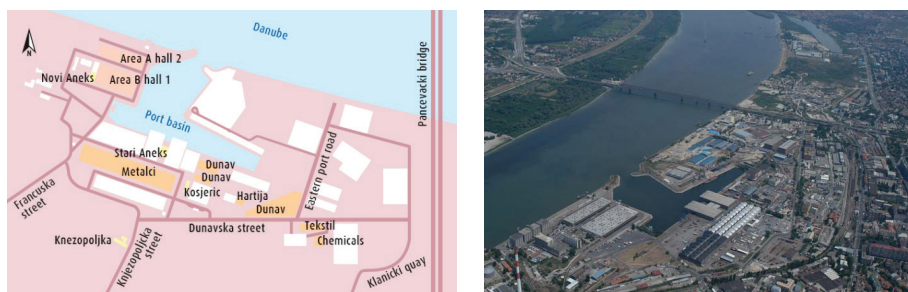 Danube
N
Area A hall 2
Novi Aneks
Area B hall 1
Pancevacki bridge
Port basin
Stari Aneks
Metalci
Dunav
Dunav
Kosjeric
Hartija
Dunav
Eastern port road
Francuska
street
Dunavska street
Tekstil
Chemicals
Knezopoljka
Knjezopoljcka
street
Klanicki quay